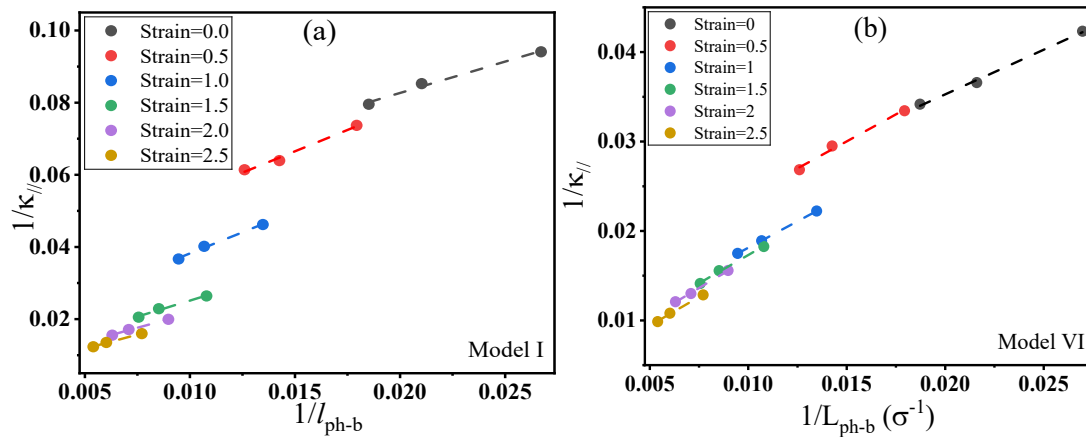 (a)
Strain=0.0
Strain=0.5
Strain=1.0
Strain=1.5
Strain=2.0
Strain=2.5
0.10
0.08
0.06
0.04
0.02
1/κ//
0.005
0.010
0.015
0.020
0.025
1/lph-b
Model I
(b)
Strain=0
Strain=0.5
Strain=1
Strain=1.5
Strain=2
Strain=2.5
0.04
0.03
0.02
0.01
1/κ//
0.005
0.010
0.015
0.020
0.025
1/Lph-b (σ-1)
Model VI